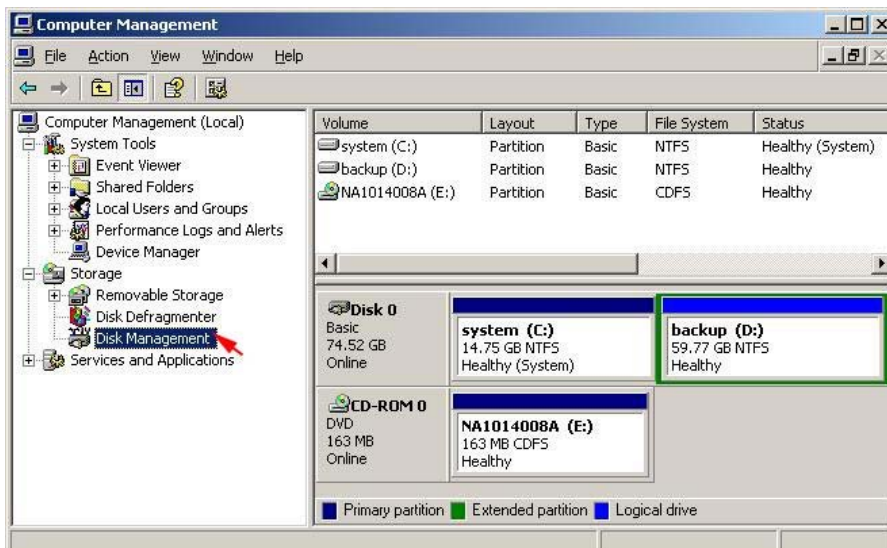 Computer Management
File Action View Window Help
Computer Management (Local)
System Tools
Event Viewer
Shared Folders
Local Users and Groups
Performance Logs and Alerts
Device Manager
Storage
Removable Storage
Disk Defragmenter
Disk Management
Services and Applications
Volume Layout Type File System Status
system (C:) Partition Basic NTFS Healthy (System)
backup (D:) Partition Basic NTFS Healthy
NA1014008A (E:) Partition Basic CDFS Healthy
Disk 0
Basic
74.52 GB
Online
system (C:)
14.75 GB NTFS
Healthy (System)
backup (D:)
59.77 GB NTFS
Healthy
CD-ROM 0
DVD
163 MB
Online
NA1014008A (E:)
163 MB CDFS
Healthy
Primary partition Extended partition Logical drive